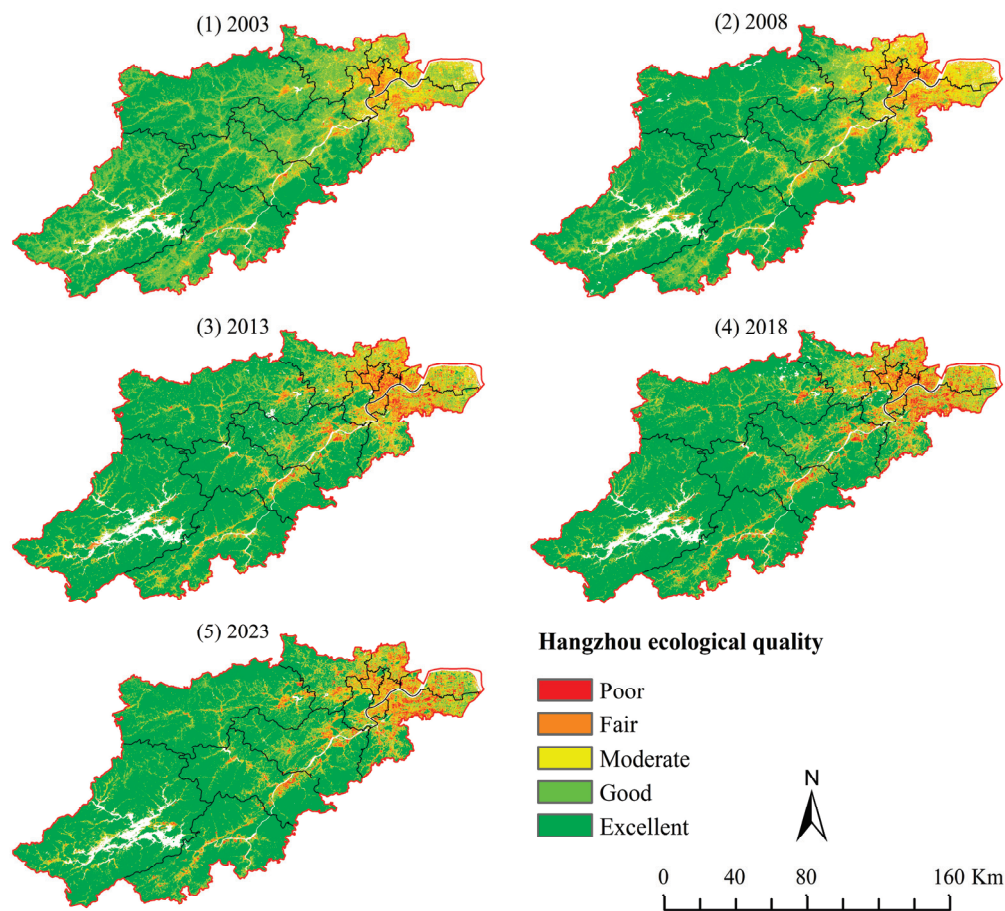 (1) 2003
(2) 2008
(3) 2013
(4) 2018
(5) 2023
Hangzhou ecological quality
Poor
Fair
Moderate
Good
Excellent
N
0 40 80 160 Km